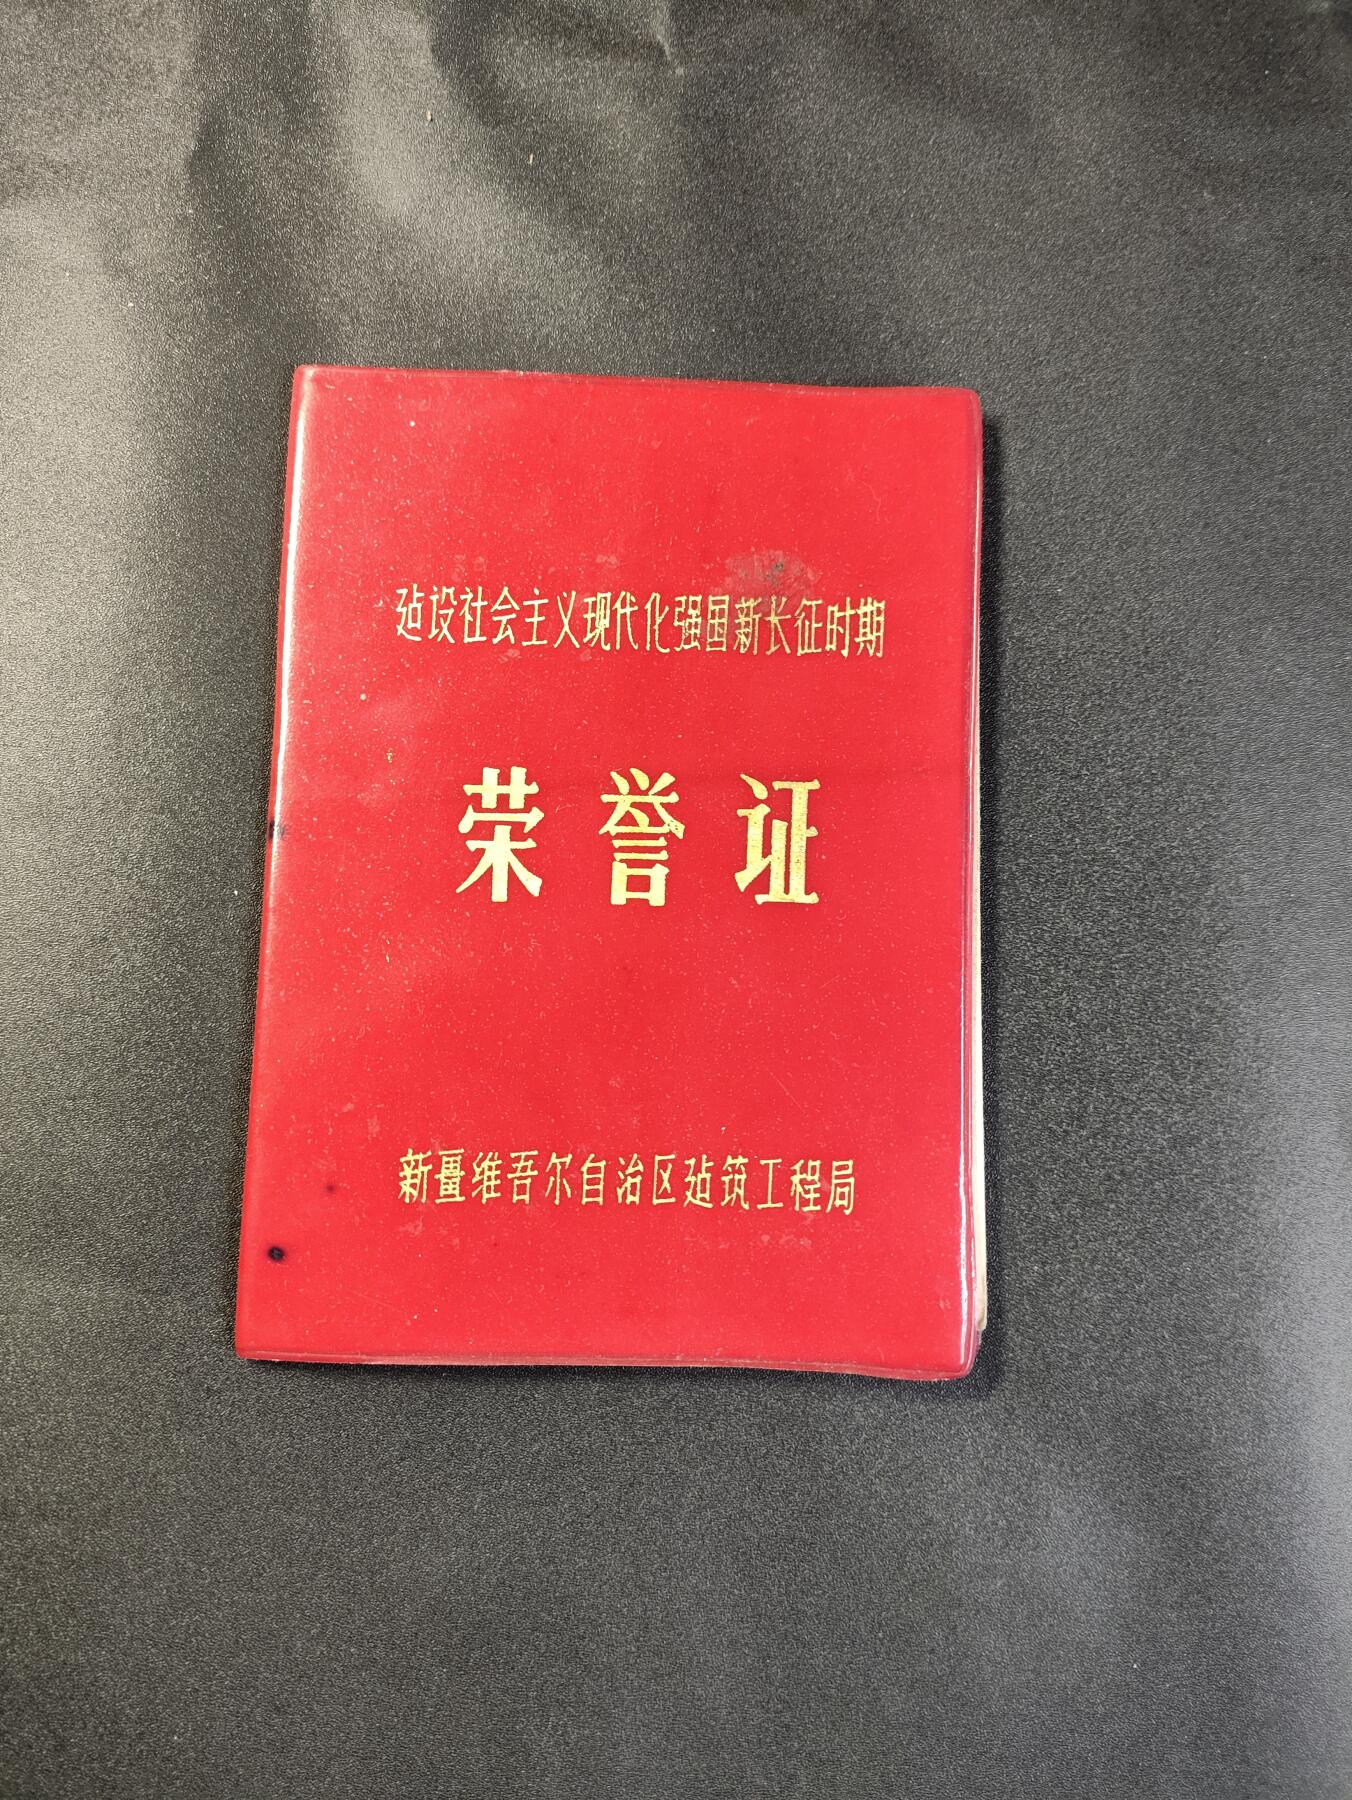 建设社会主义现代化强国新长征时期
荣誉证
新疆维吾尔自治区建筑工程局